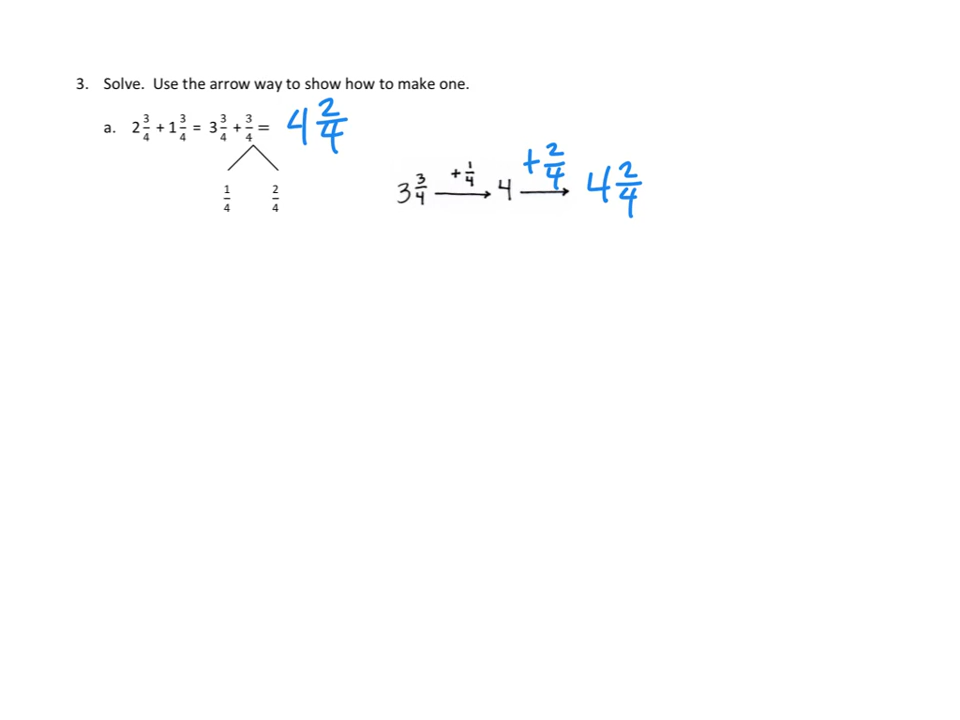 3. Solve. Use the arrow way to show how to make one.
a. 2 3/4 + 1 3/4 = 3 3/4 + 3/4 = 4 2/4
1/4 2/4
3 3/4 +1/4 → 4 +2/4 → 4 2/4